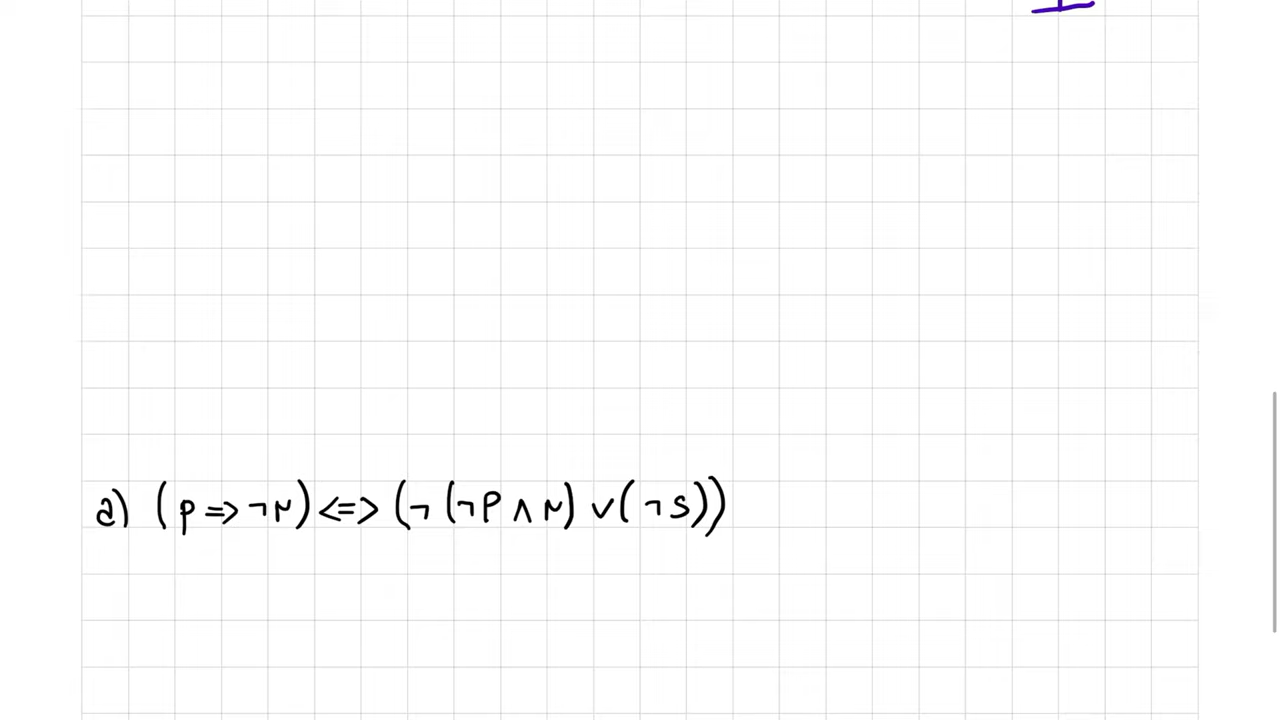 a) (p => ¬r) <=> (¬(¬p ∧ r) ∨ (¬s))